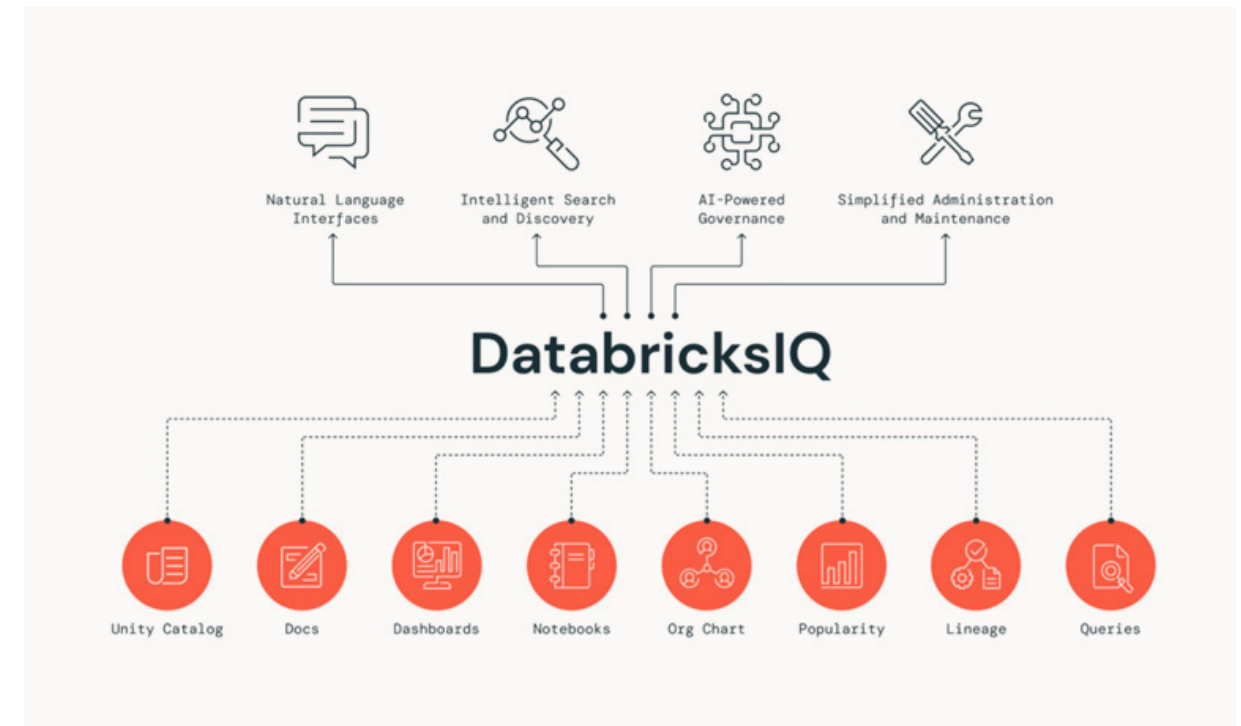 Natural Language
Interfaces
Intelligent Search
and Discovery
AI-Powered
Governance
Simplified Administration
and Maintenance
DatabricksIQ
Unity Catalog
Docs
Dashboards
Notebooks
Org Chart
Popularity
Lineage
Queries